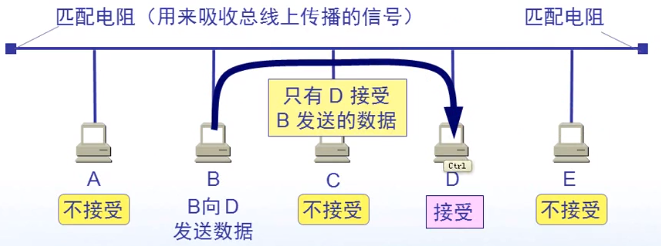 匹配电阻（用来吸收总线上传播的信号）
匹配电阻
只有 D 接受
B 发送的数据
Ctrl
A
B
C
D
E
不接受
B向 D
发送数据
不接受
接受
不接受